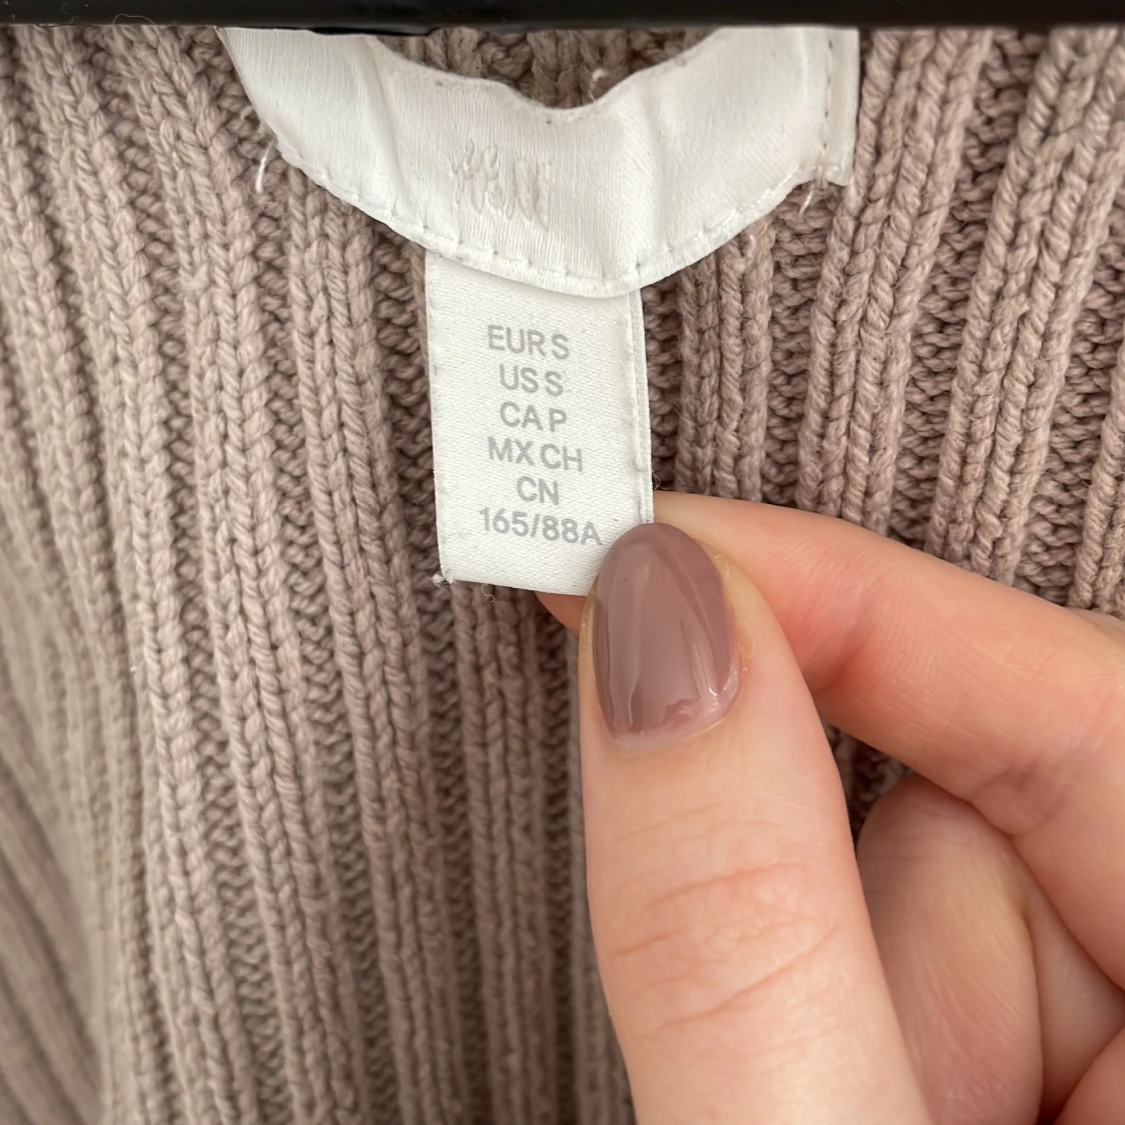 H&M
EUR S
US S
CA P
MX CH
CN
165/88A